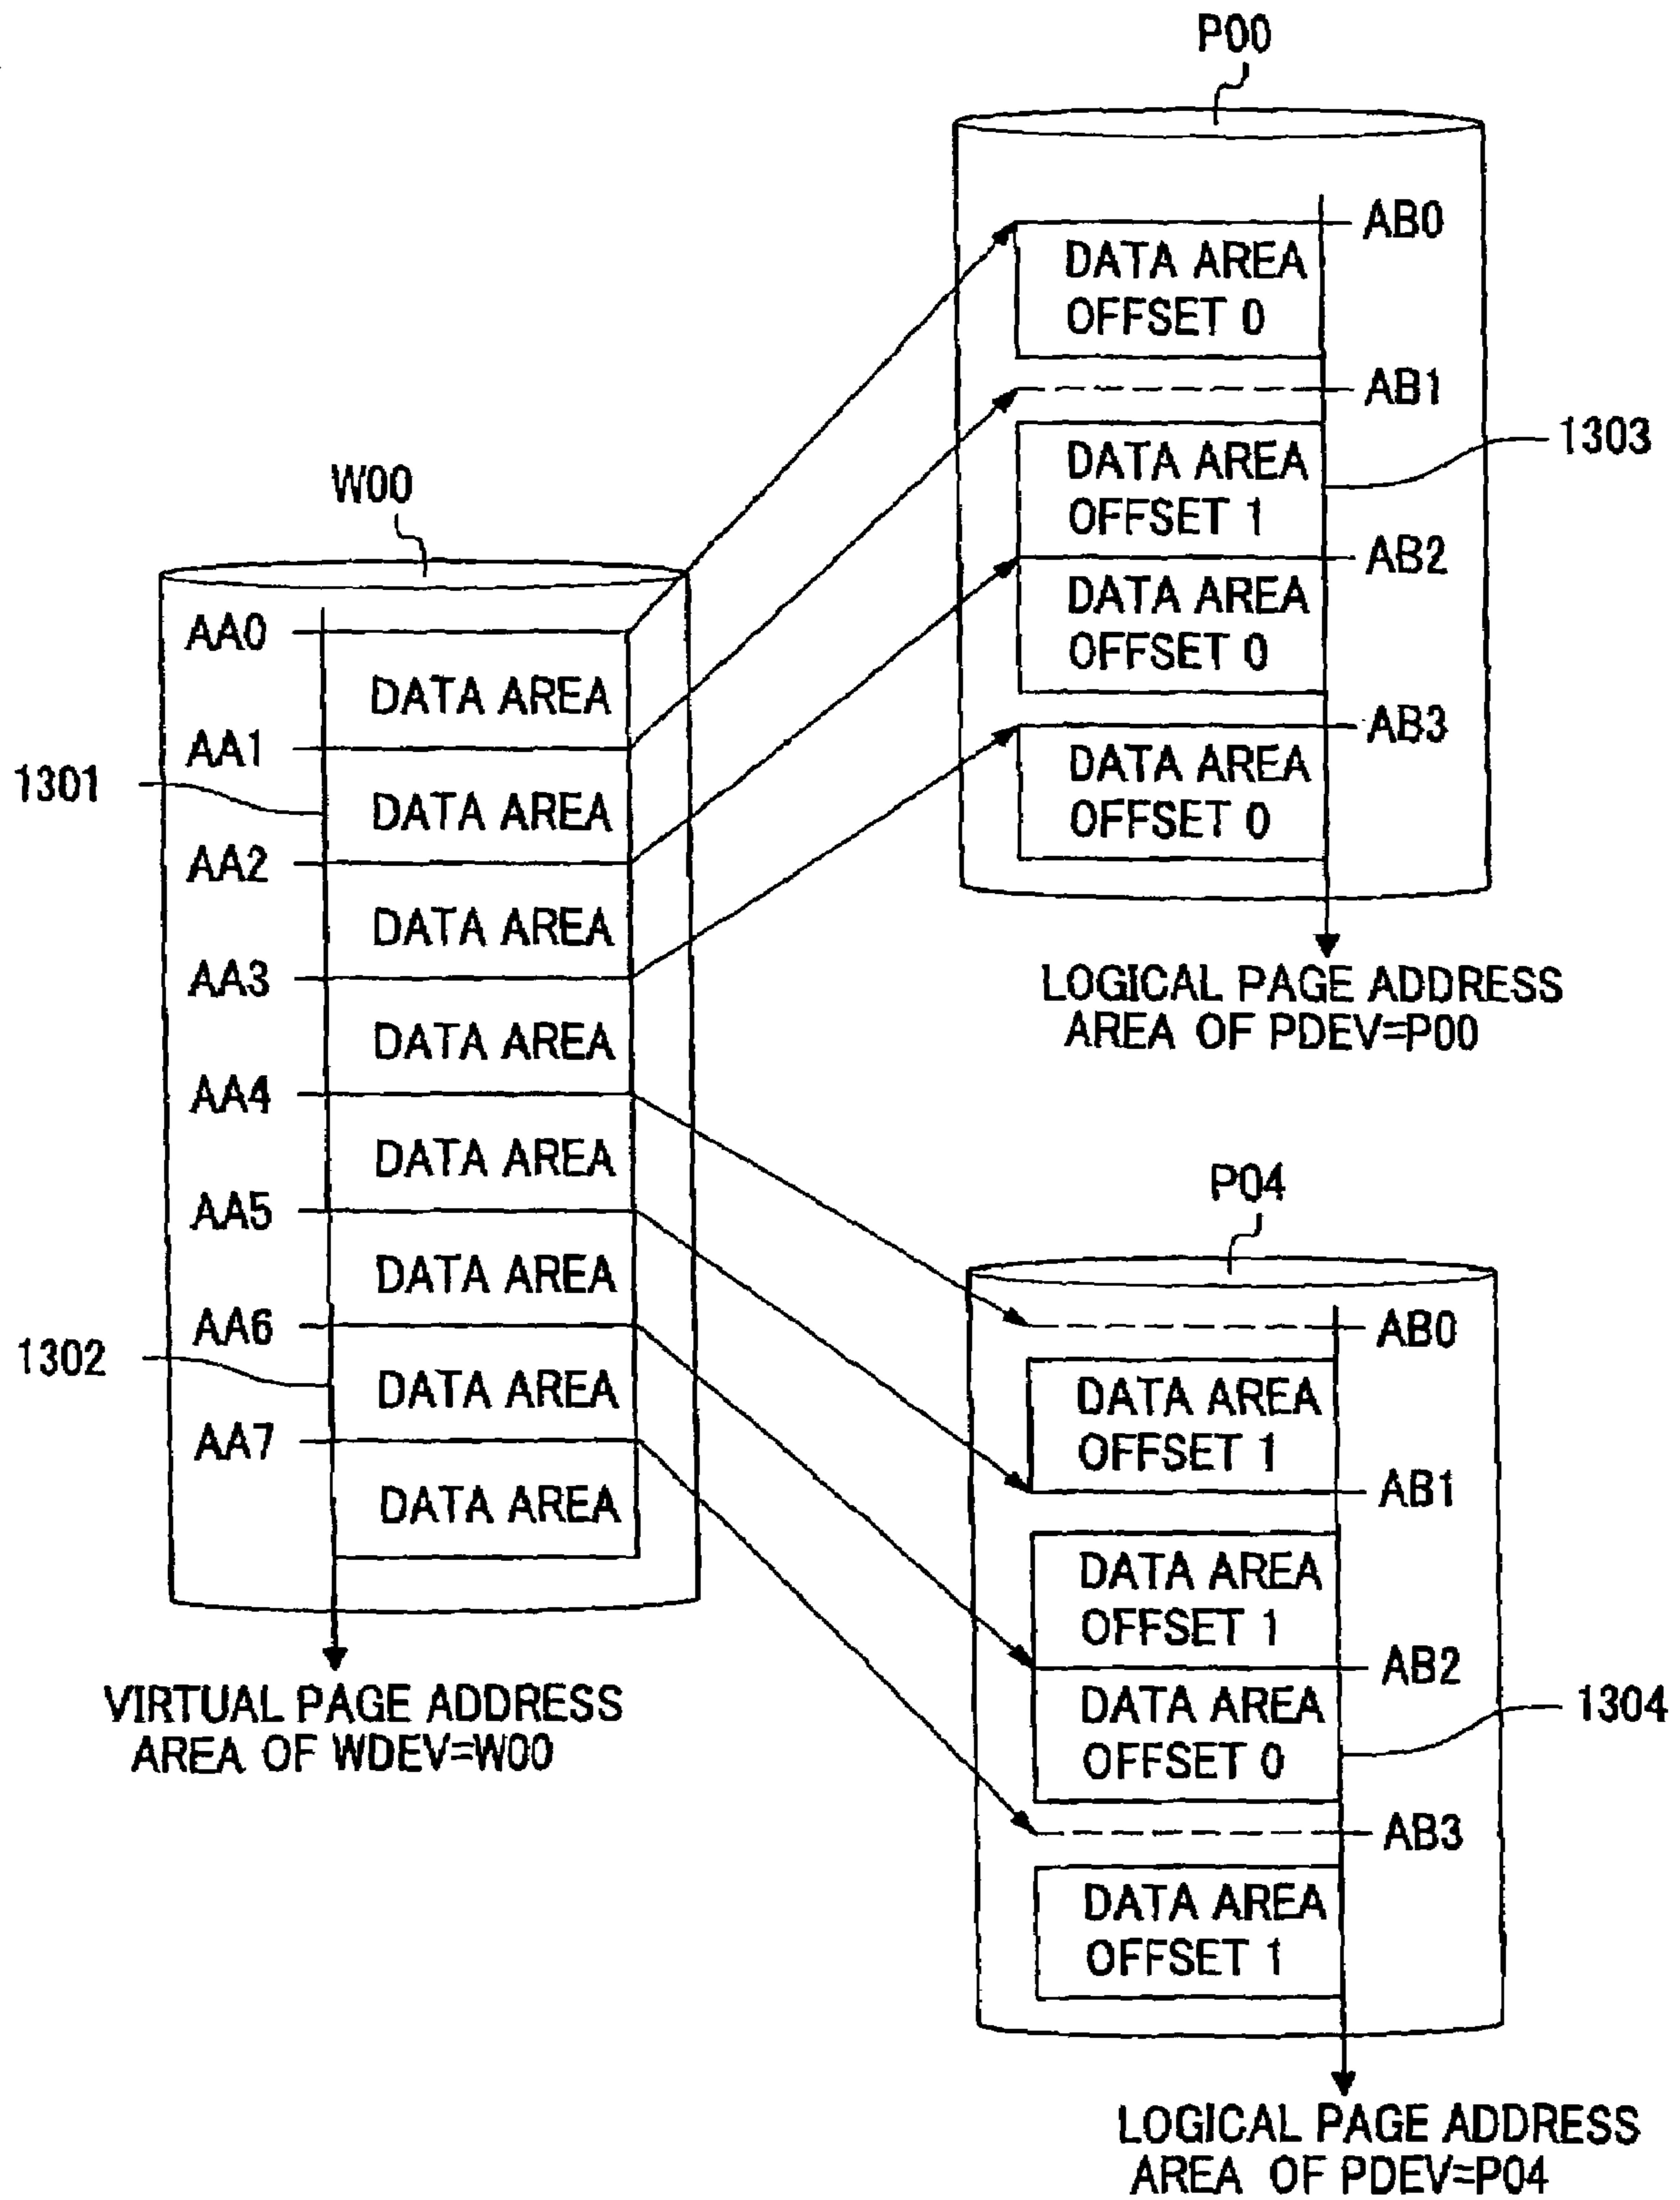 P00
AB0
DATA AREA
OFFSET 0
AB1
DATA AREA
OFFSET 1
1303
AB2
DATA AREA
OFFSET 0
AB3
DATA AREA
OFFSET 0
LOGICAL PAGE ADDRESS
AREA OF PDEV=P00
W00
AA0
DATA AREA
AA1
1301
DATA AREA
AA2
DATA AREA
AA3
DATA AREA
AA4
DATA AREA
AA5
DATA AREA
AA6
1302
DATA AREA
AA7
DATA AREA
VIRTUAL PAGE ADDRESS
AREA OF WDEV=W00
P04
AB0
DATA AREA
OFFSET 1
AB1
DATA AREA
OFFSET 1
AB2
DATA AREA
OFFSET 0
1304
AB3
DATA AREA
OFFSET 1
LOGICAL PAGE ADDRESS
AREA OF PDEV=P04